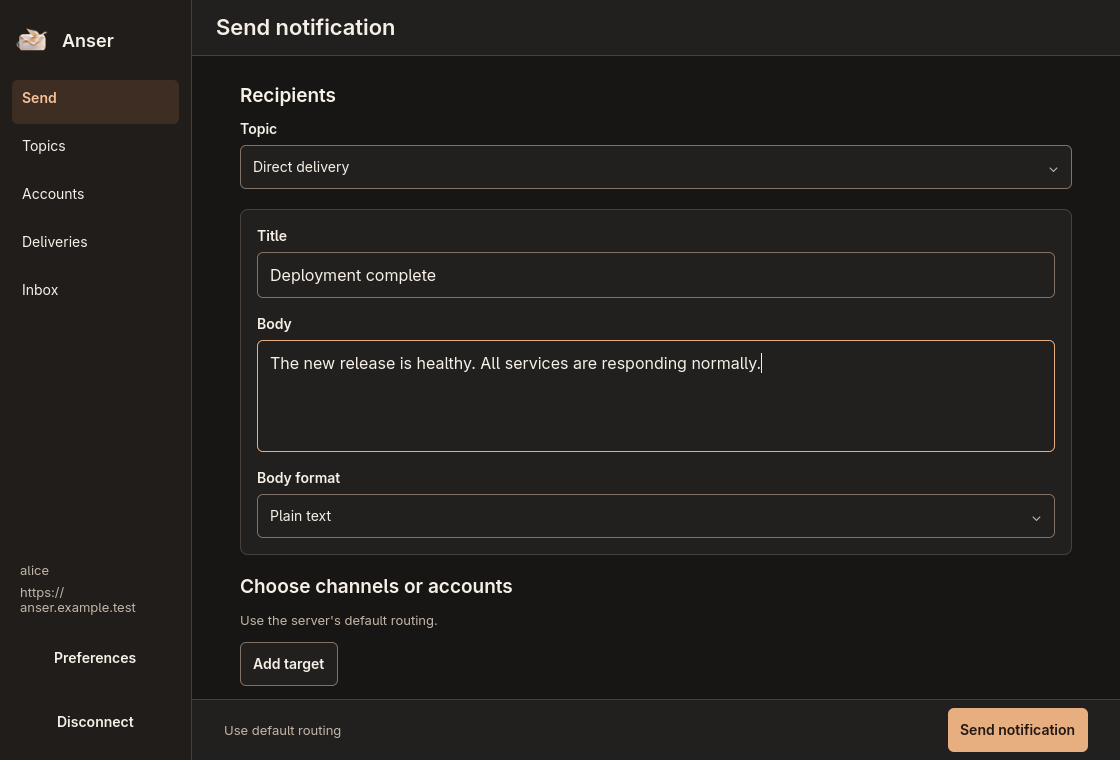 Anser
Send
Topics
Accounts
Deliveries
Inbox
alice
https://
anser.example.test
Preferences
Disconnect
Send notification
Recipients
Topic
Direct delivery
Title
Deployment complete
Body
The new release is healthy. All services are responding normally.
Body format
Plain text
Choose channels or accounts
Use the server's default routing.
Add target
Use default routing
Send notification